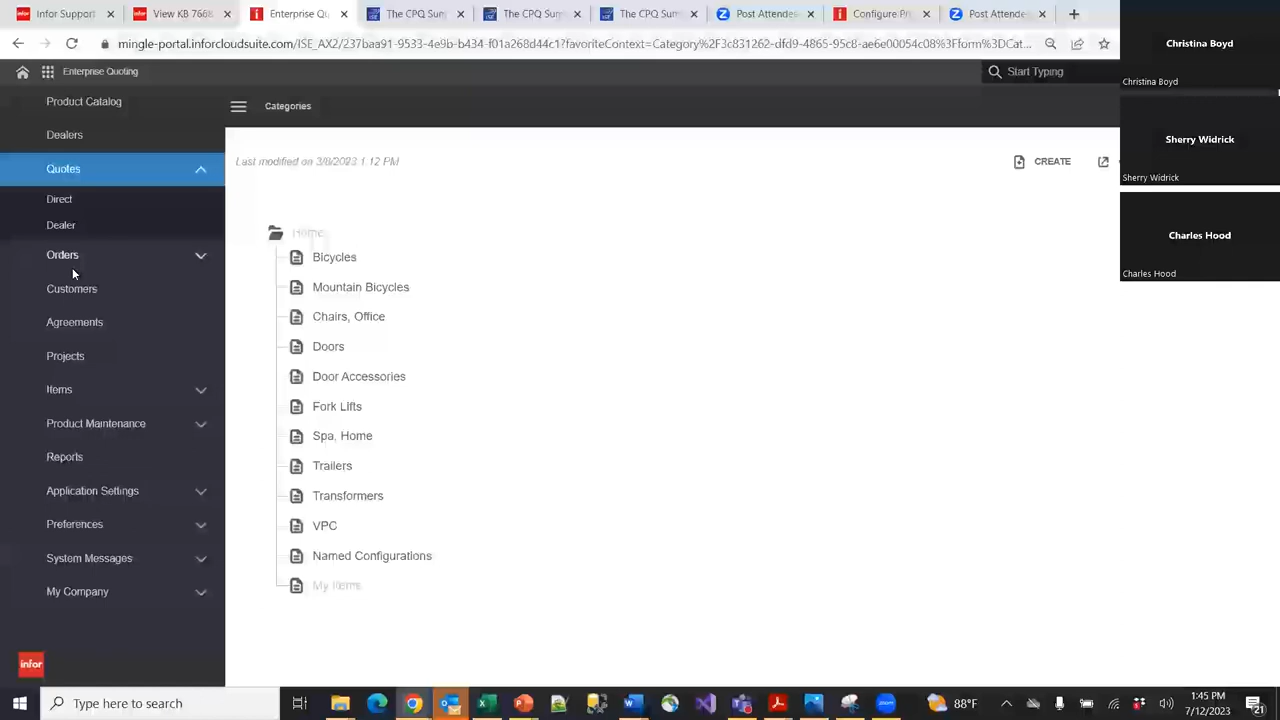 Infor Support
View KB 7668
Enterprise Qu
The CPQ Sum
The CPQ Sum
The CPQ Sum
Post Attende
Configure Pri
Post Attende
mingle-portal.inforcloudsuite.com/ISE_AX2/237baa91-9533-4e9b-b434-f01a268d44c1?favoriteContext=Category%2F3c831262-dfd9-4865-95c8-ae6e00054c08%3Fform%3DCat...
Enterprise Quoting
Start Typing
Product Catalog
Dealers
Quotes
Direct
Dealer
Orders
Customers
Agreements
Projects
Items
Product Maintenance
Reports
Application Settings
Preferences
System Messages
My Company
infor
Categories
Last modified on 3/8/2023 1:12 PM
CREATE
Home
Bicycles
Mountain Bicycles
Chairs, Office
Doors
Door Accessories
Fork Lifts
Spa, Home
Trailers
Transformers
VPC
Named Configurations
My Items
Christina Boyd
Christina Boyd
Sherry Widrick
Sherry Widrick
Charles Hood
Charles Hood
Type here to search
88°F
1:45 PM
7/12/2023
21